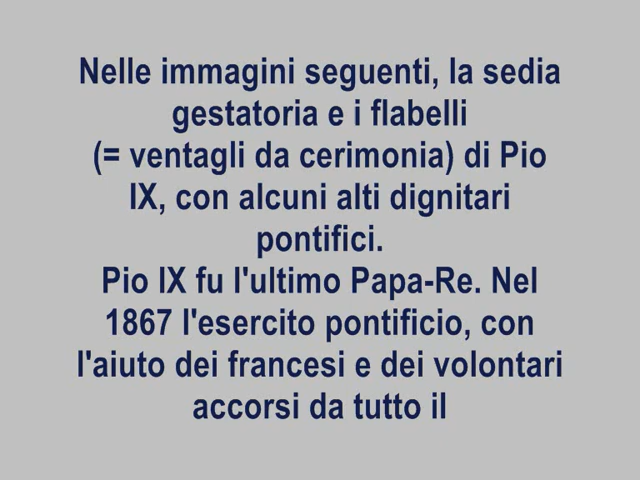 Nelle immagini seguenti, la sedia
gestatoria e i flabelli
(= ventagli da cerimonia) di Pio
IX, con alcuni alti dignitari
pontifici.
Pio IX fu l'ultimo Papa-Re. Nel
1867 l'esercito pontificio, con
l'aiuto dei francesi e dei volontari
accorsi da tutto il